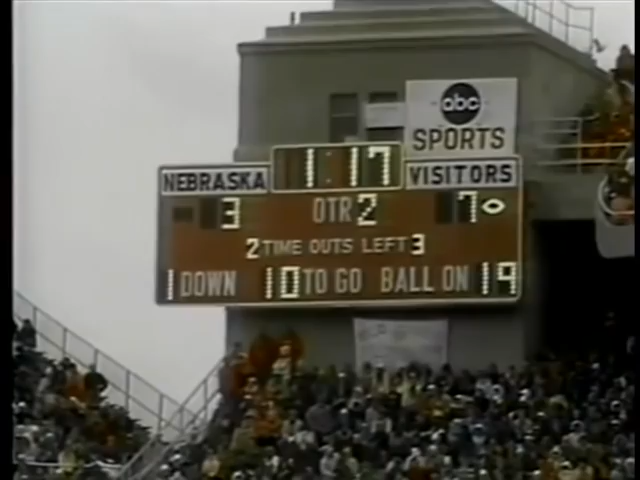 abc
SPORTS
1:17
NEBRASKA VISITORS
3 QTR 2 7
2 TIME OUTS LEFT 3
1 DOWN 10 TO GO BALL ON 19